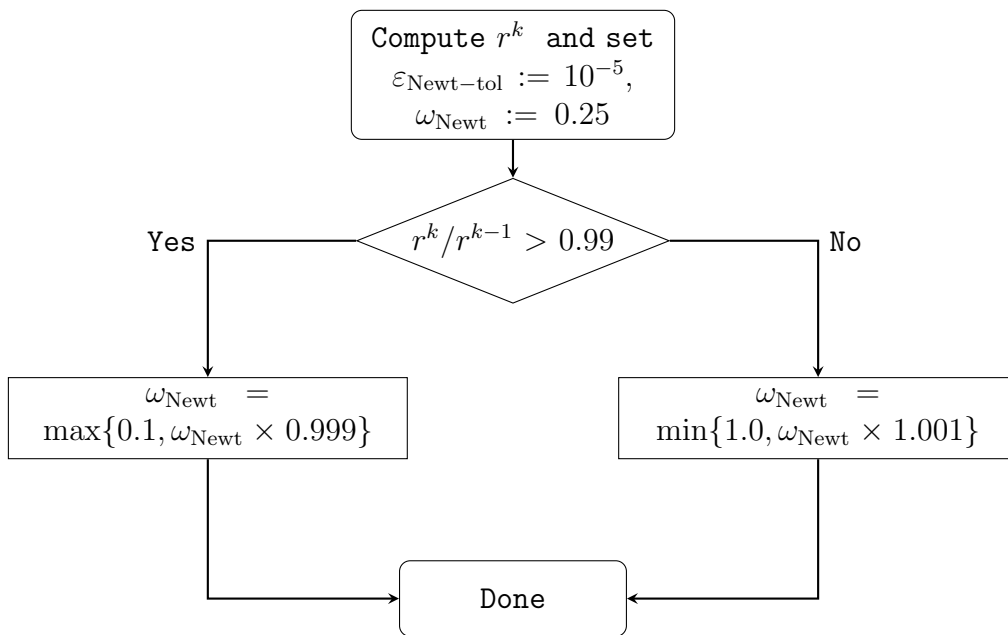 Compute r^k and set
ε_Newt−tol := 10^−5,
ω_Newt := 0.25
Yes
r^k/r^k−1 > 0.99
No
ω_Newt =
max{0.1, ω_Newt × 0.999}
ω_Newt =
min{1.0, ω_Newt × 1.001}
Done